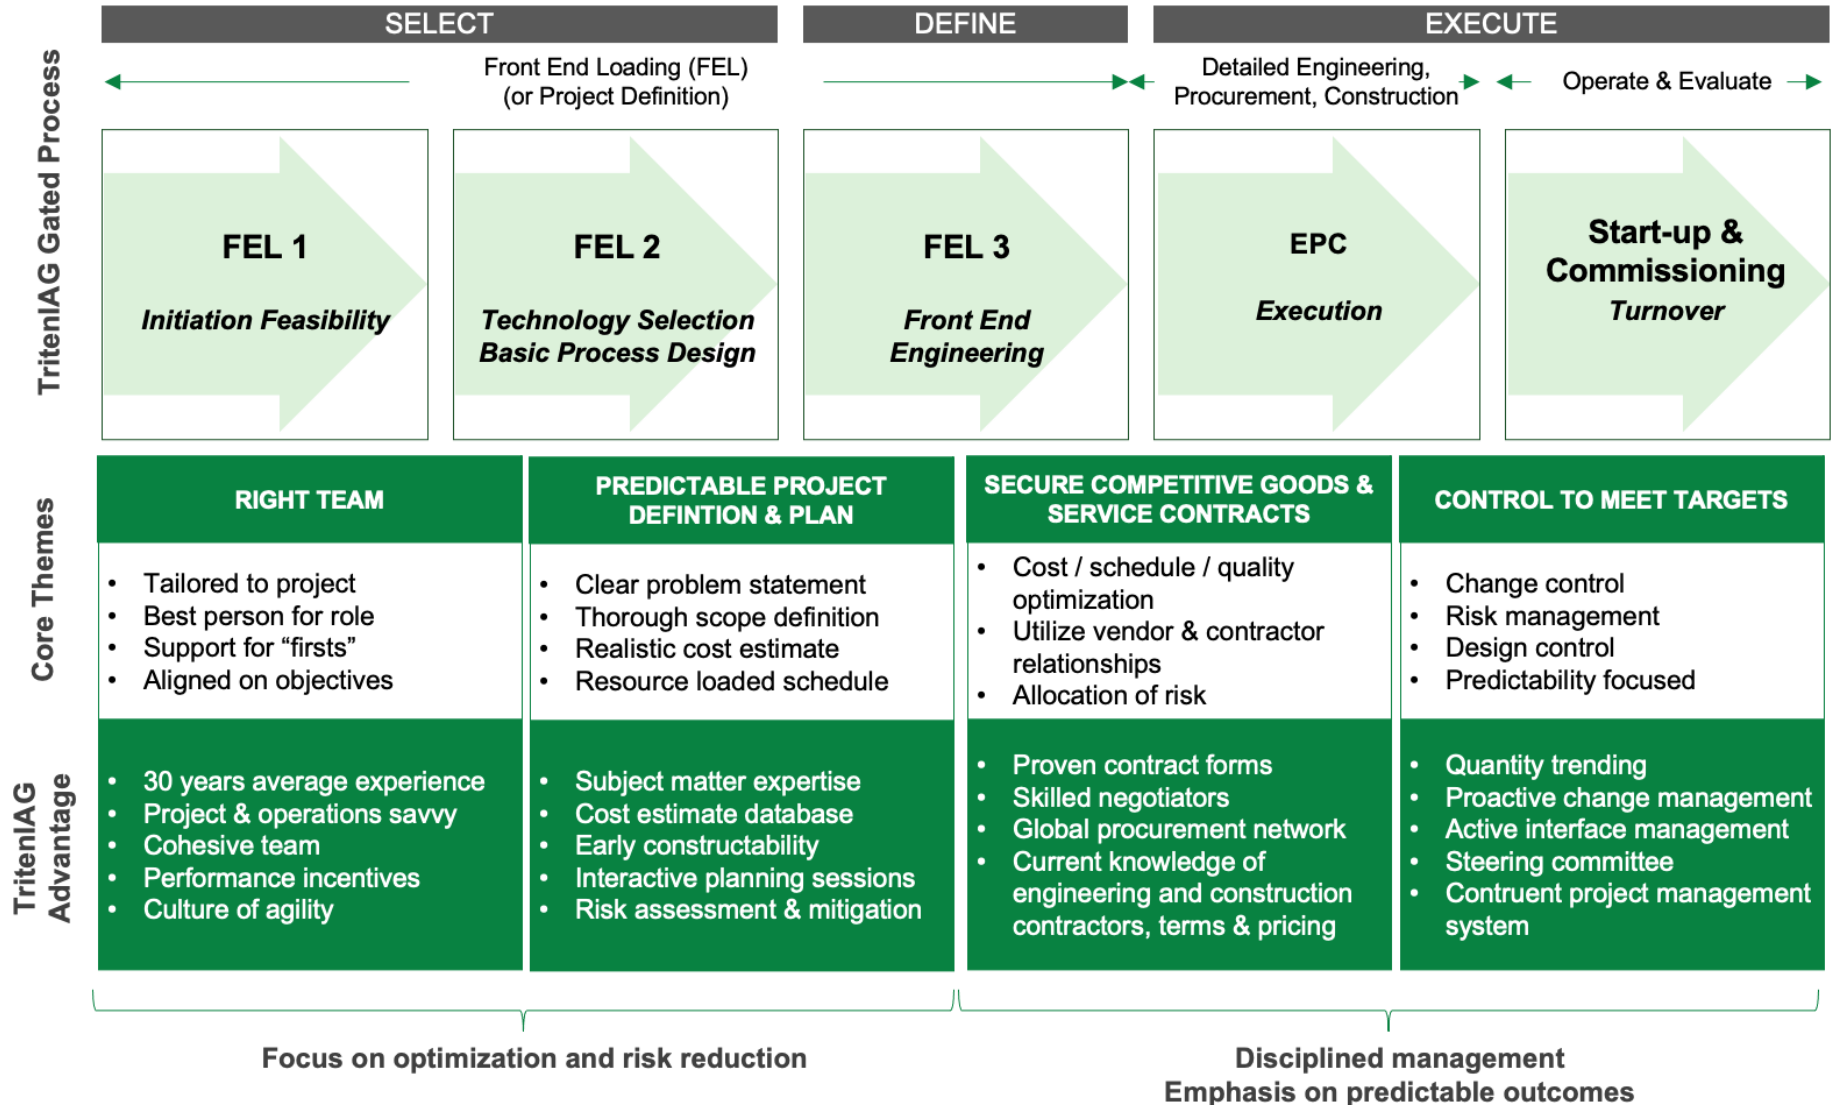 SELECT
DEFINE
EXECUTE
Front End Loading (FEL)
(or Project Definition)
Detailed Engineering,
Procurement, Construction
Operate & Evaluate
TritenIAG Gated Process
FEL 1
Initiation Feasibility
FEL 2
Technology Selection
Basic Process Design
FEL 3
Front End
Engineering
EPC
Execution
Start-up &
Commissioning
Turnover
Core Themes
RIGHT TEAM
• Tailored to project
• Best person for role
• Support for “firsts”
• Aligned on objectives
PREDICTABLE PROJECT
DEFINTION & PLAN
• Clear problem statement
• Thorough scope definition
• Realistic cost estimate
• Resource loaded schedule
SECURE COMPETITIVE GOODS &
SERVICE CONTRACTS
• Cost / schedule / quality
optimization
• Utilize vendor & contractor
relationships
• Allocation of risk
CONTROL TO MEET TARGETS
• Change control
• Risk management
• Design control
• Predictability focused
TritenIAG
Advantage
• 30 years average experience
• Project & operations savvy
• Cohesive team
• Performance incentives
• Culture of agility
• Subject matter expertise
• Cost estimate database
• Early constructability
• Interactive planning sessions
• Risk assessment & mitigation
• Proven contract forms
• Skilled negotiators
• Global procurement network
• Current knowledge of
engineering and construction
contractors, terms & pricing
• Quantity trending
• Proactive change management
• Active interface management
• Steering committee
• Contruent project management
system
Focus on optimization and risk reduction
Disciplined management
Emphasis on predictable outcomes